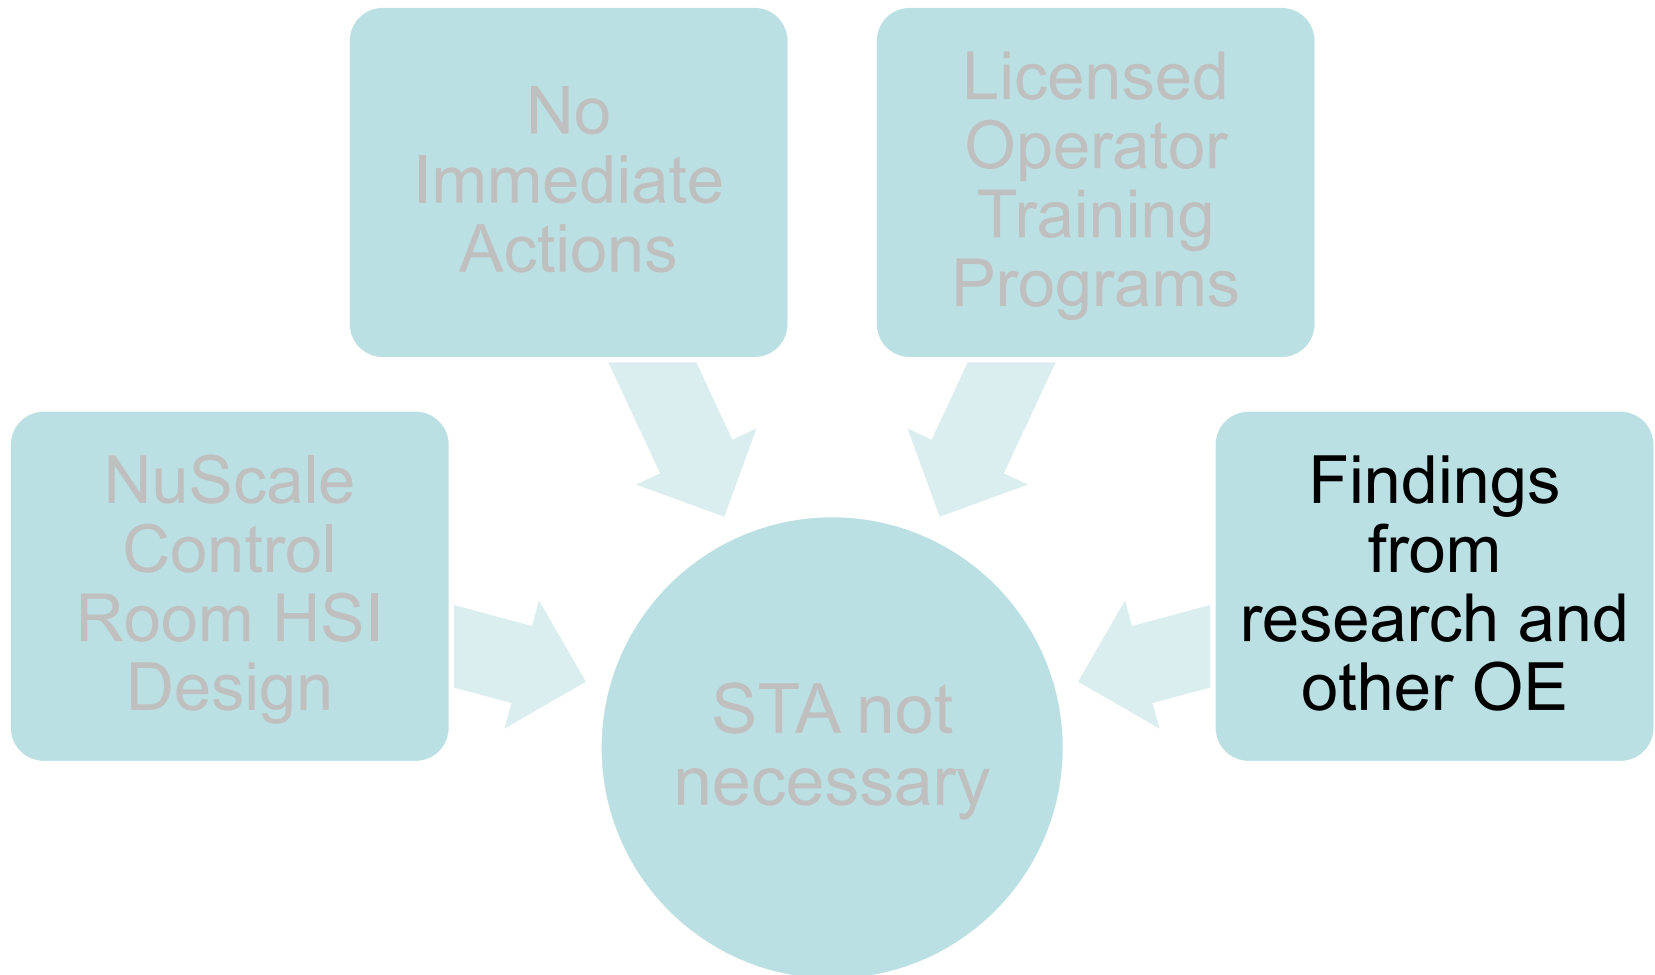 No
Immediate
Actions
Licensed
Operator
Training
Programs
NuScale
Control
Room HSI
Design
Findings
from
research and
other OE
STA not
necessary